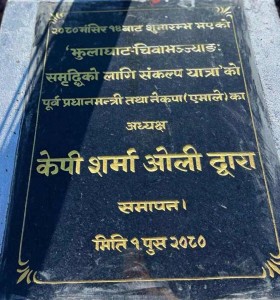 २०८० मंसिर १४ बाट शुभारम्भ भएको
'झुलाघाट-चिवाभञ्ज्याङ
समृद्धिको लागि संकल्प यात्रा' को
पूर्व प्रधानमन्त्री तथा नेकपा (एमाले) का
अध्यक्ष
केपी शर्मा ओली द्वारा
समापन।
मिति १ पुस २०८०